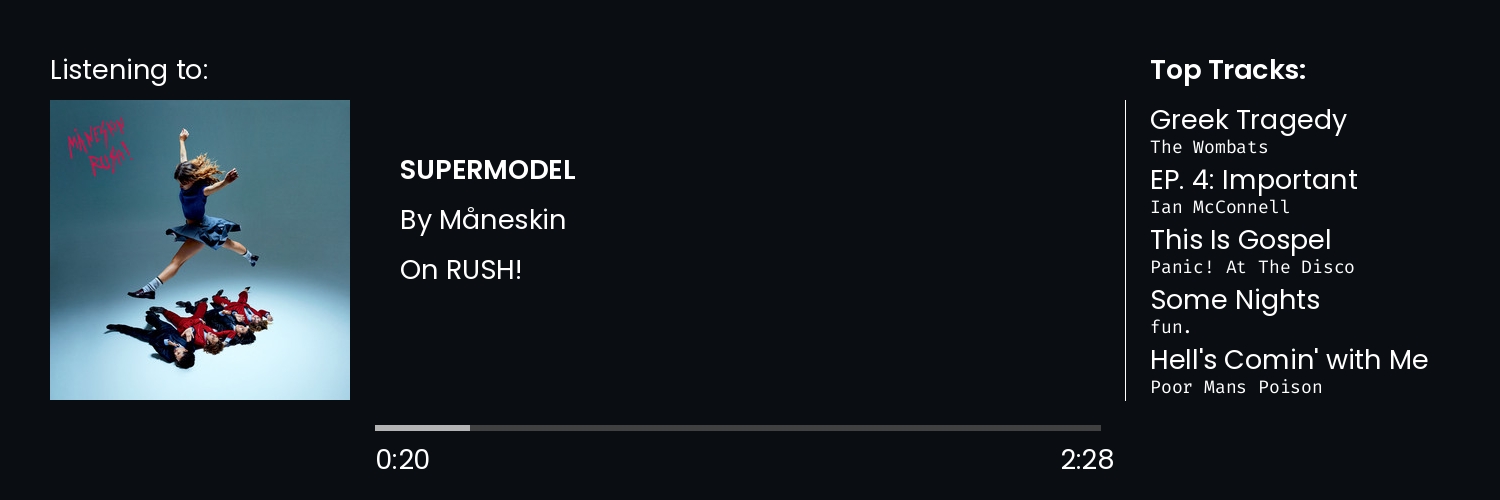 Listening to:
MÅNESKIN
RUSH!
SUPERMODEL
By Måneskin
On RUSH!
0:20
2:28
Top Tracks:
Greek Tragedy
The Wombats
EP. 4: Important
Ian McConnell
This Is Gospel
Panic! At The Disco
Some Nights
fun.
Hell's Comin' with Me
Poor Mans Poison